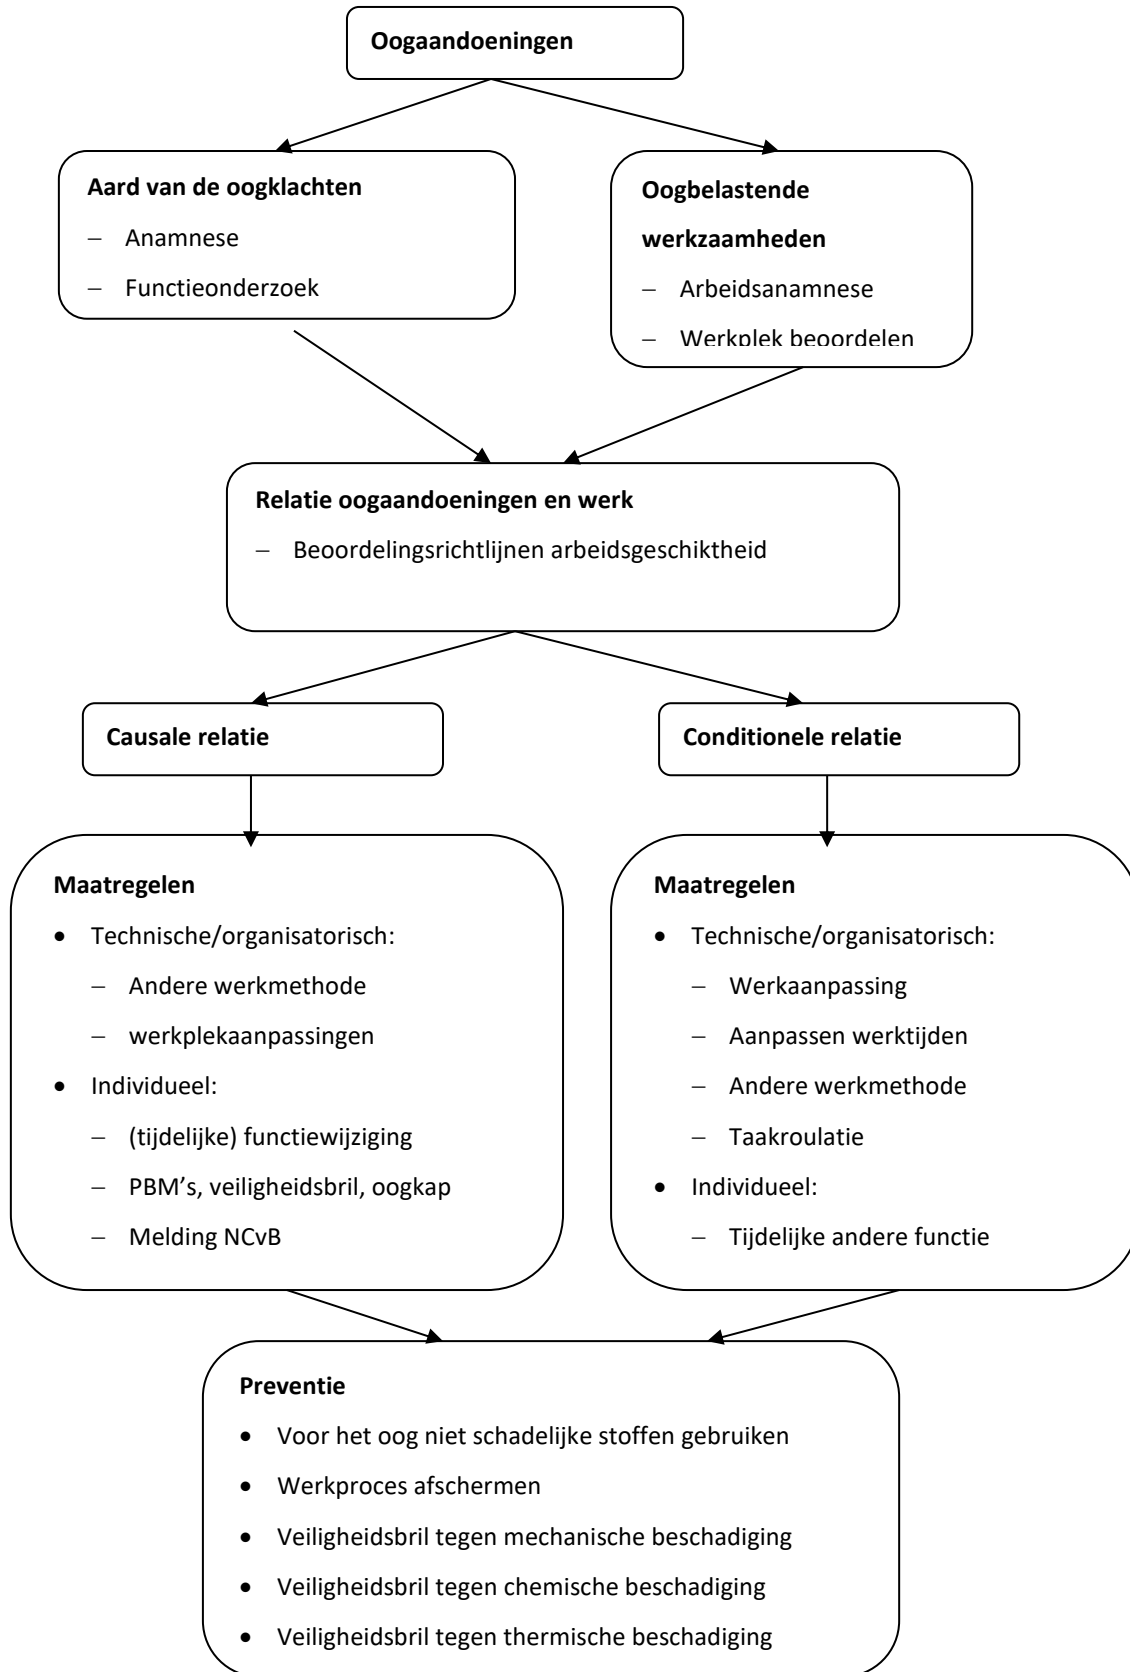 Oogaandoeningen
Aard van de oogklachten
– Anamnese
– Functieonderzoek
Oogbelastende
werkzaamheden
– Arbeidsanamnese
– Werkplek beoordelen
Relatie oogaandoeningen en werk
– Beoordelingsrichtlijnen arbeidsgeschiktheid
Causale relatie
Conditionele relatie
Maatregelen
• Technische/organisatorisch:
– Andere werkmethode
– werkplekaanpassingen
• Individueel:
– (tijdelijke) functiewijziging
– PBM’s, veiligheidsbril, oogkap
– Melding NCvB
Maatregelen
• Technische/organisatorisch:
– Werkaanpassing
– Aanpassen werktijden
– Andere werkmethode
– Taakroulatie
• Individueel:
– Tijdelijke andere functie
Preventie
• Voor het oog niet schadelijke stoffen gebruiken
• Werkproces afschermen
• Veiligheidsbril tegen mechanische beschadiging
• Veiligheidsbril tegen chemische beschadiging
• Veiligheidsbril tegen thermische beschadiging